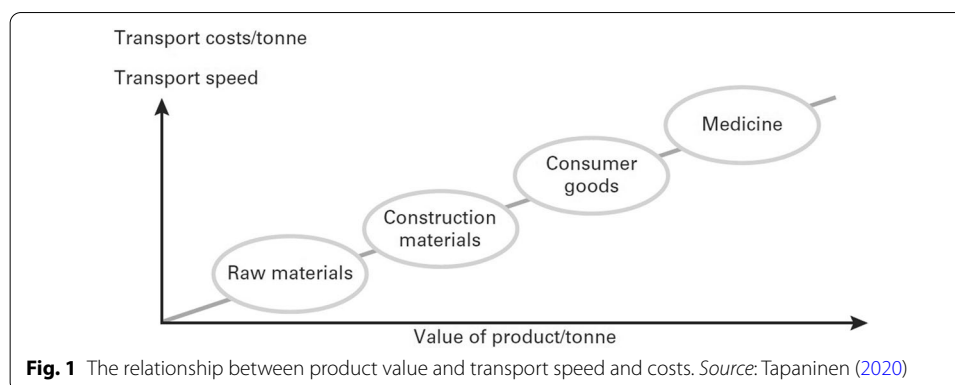 Transport costs/tonne
Transport speed
Medicine
Consumer
goods
Construction
materials
Raw materials
Value of product/tonne
Fig. 1 The relationship between product value and transport speed and costs. Source: Tapaninen (2020)